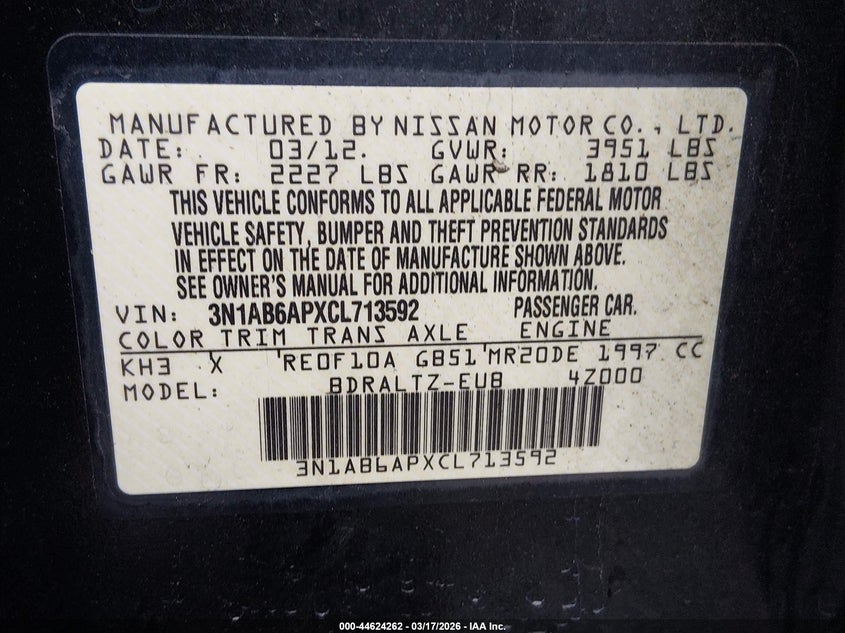 MANUFACTURED BY NISSAN MOTOR CO., LTD.
DATE: 03/12. GVWR: 3951 LBS
GAWR FR: 2227 LBS GAWR RR: 1810 LBS
THIS VEHICLE CONFORMS TO ALL APPLICABLE FEDERAL MOTOR
VEHICLE SAFETY, BUMPER AND THEFT PREVENTION STANDARDS
IN EFFECT ON THE DATE OF MANUFACTURE SHOWN ABOVE.
SEE OWNER'S MANUAL FOR ADDITIONAL INFORMATION.
VIN: 3N1AB6APXCL713592 PASSENGER CAR.
COLOR TRIM TRANS AXLE ENGINE
KH3 X RE0F10A GB51 MR20DE 1997 CC
MODEL: BDRALTZ-EUB 4Z000
3N1AB6APXCL713592
000-44624262 - 03/17/2026 - IAA Inc.